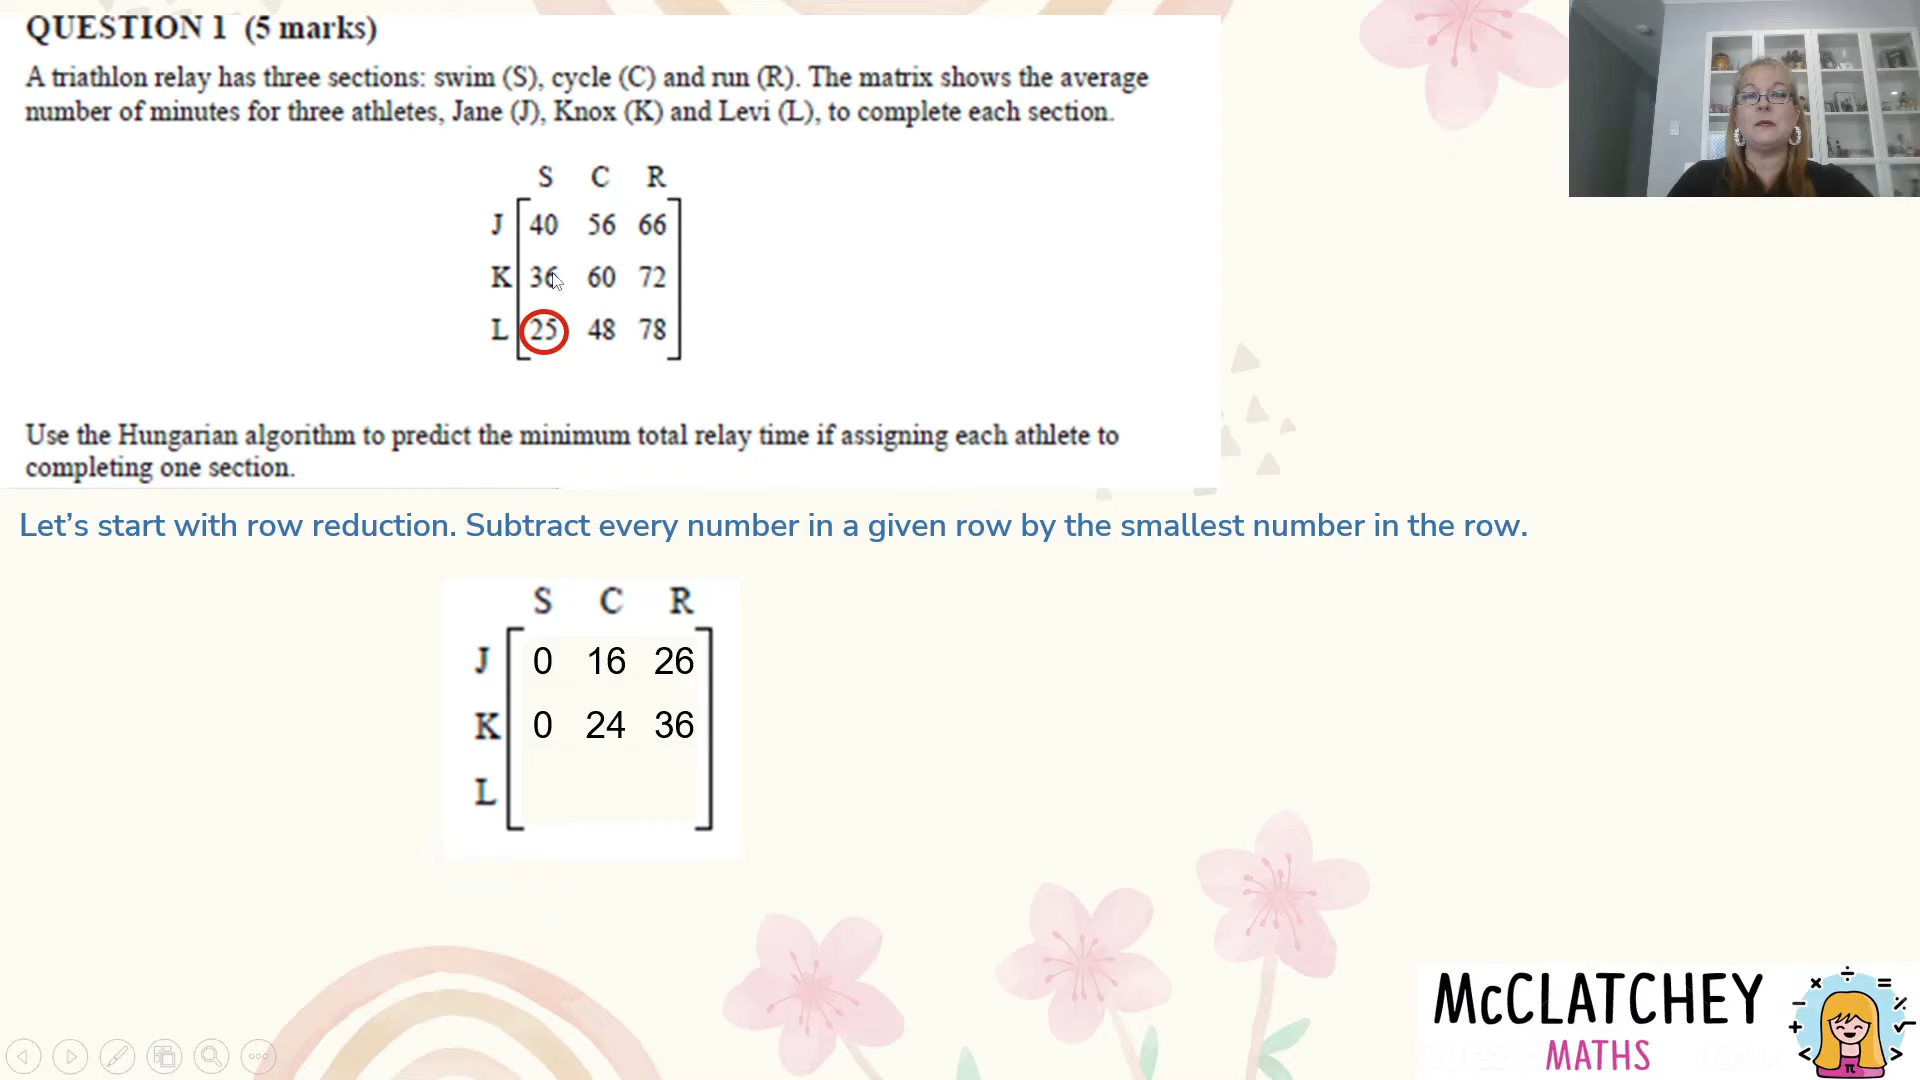 QUESTION 1 (5 marks)
A triathlon relay has three sections: swim (S), cycle (C) and run (R). The matrix shows the average
number of minutes for three athletes, Jane (J), Knox (K) and Levi (L), to complete each section.
S C R
J 40 56 66
K 36 60 72
L 25 48 78
Use the Hungarian algorithm to predict the minimum total relay time if assigning each athlete to
completing one section.
Let’s start with row reduction. Subtract every number in a given row by the smallest number in the row.
S C R
J 0 16 26
K 0 24 36
L
McCLATCHEY
MATHS